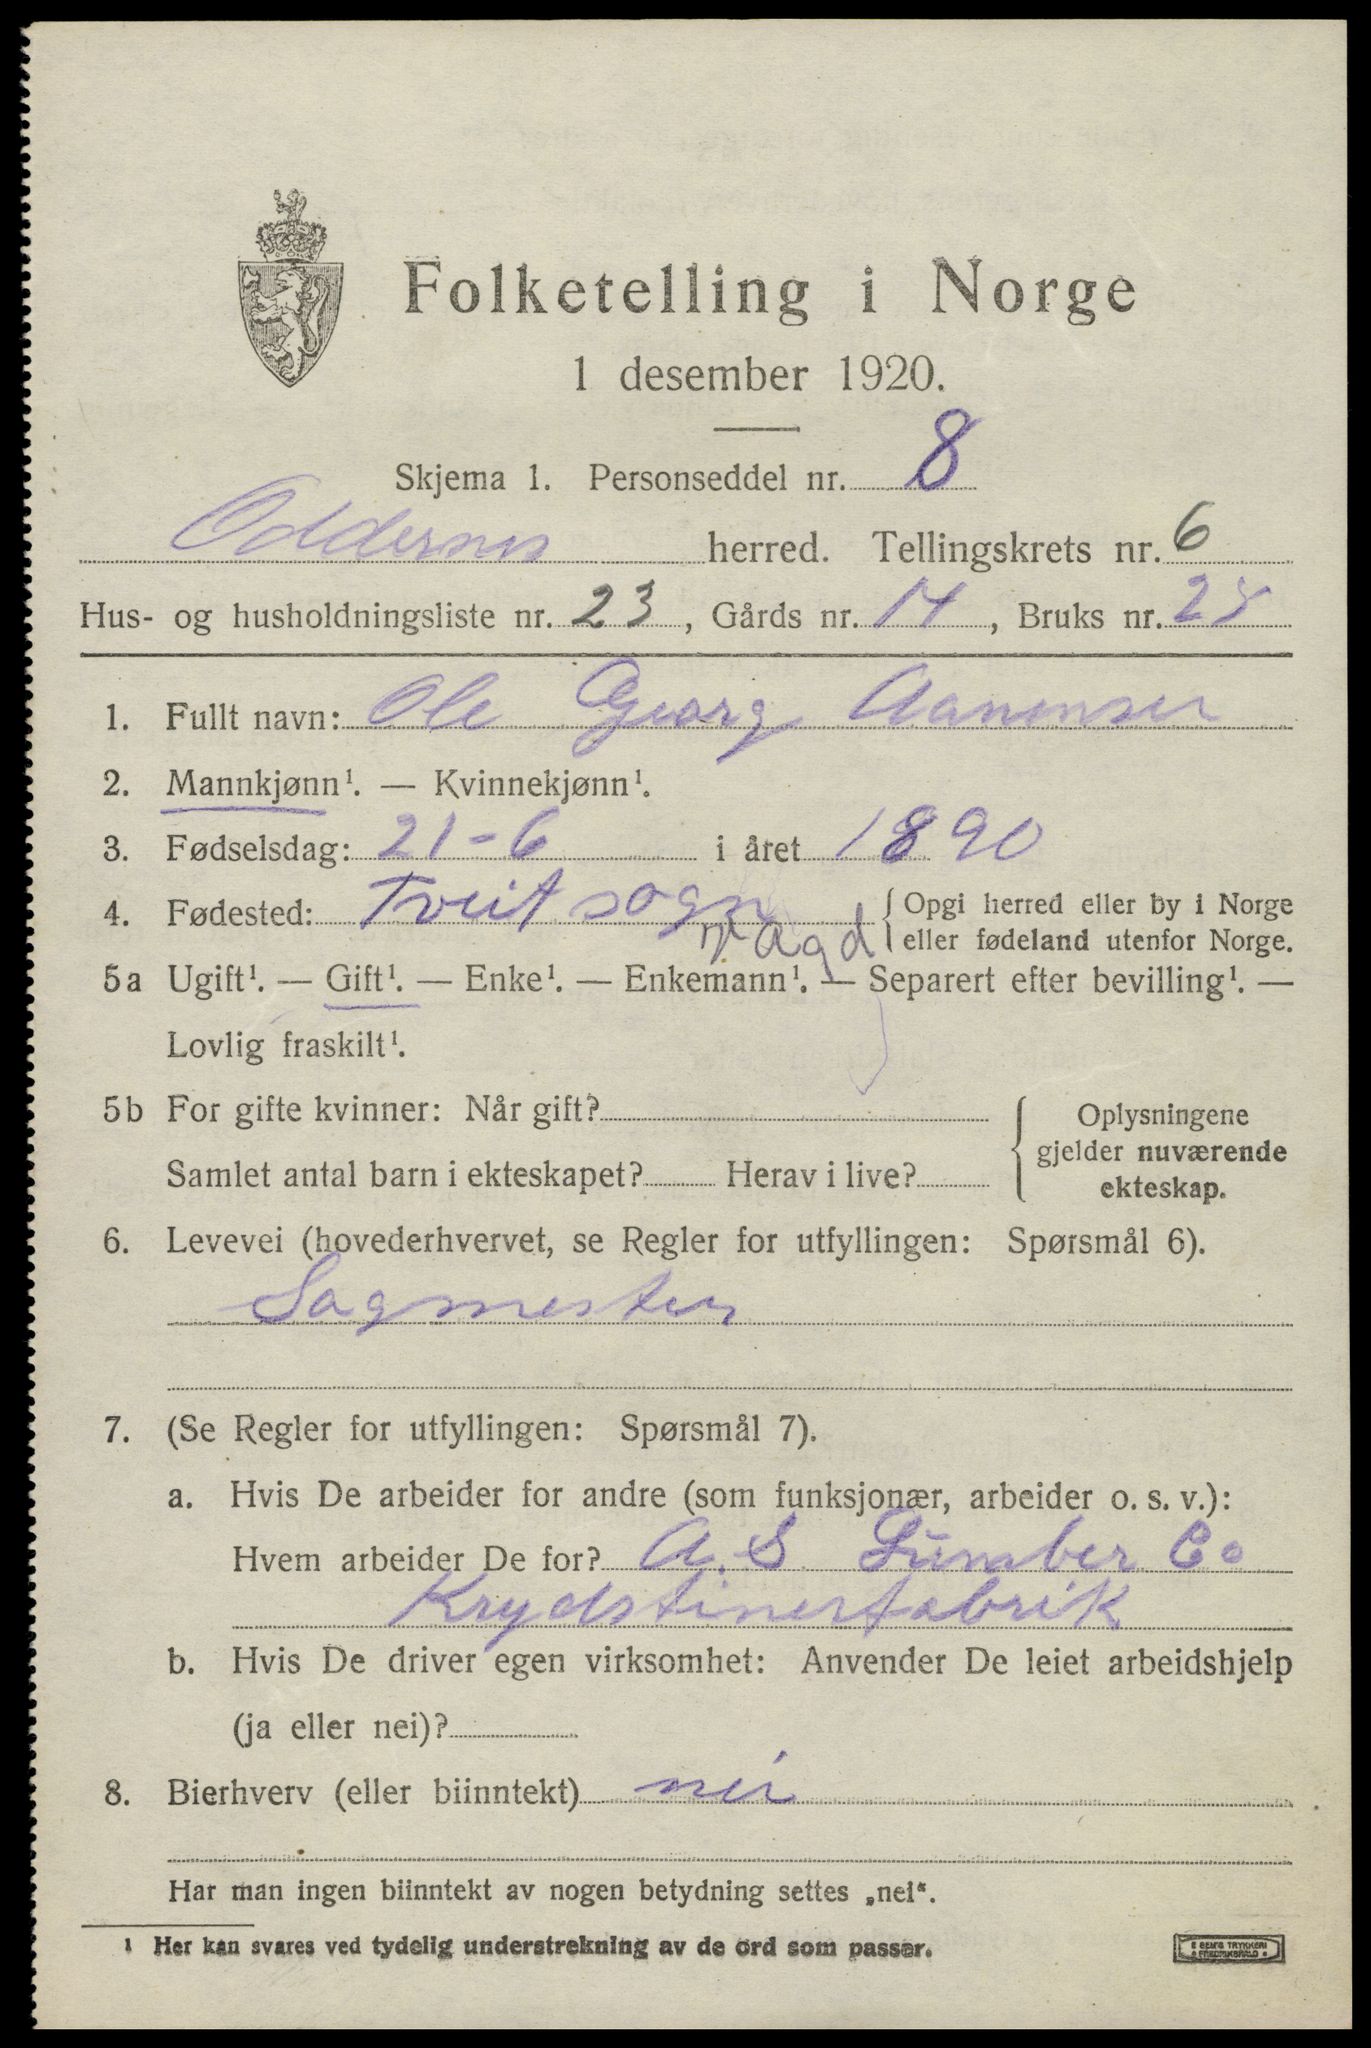 Folketelling i Norge
1 desember 1920.
Skjema 1. Personseddel nr. 8
Oddernes herred. Tellingskrets nr. 6
Hus- og husholdningsliste nr. 23, Gårds nr. 14, Bruks nr.
1. Fullt navn: Ole Georg Aanensen
2. Mannkjønn¹. — Kvinnekjønn¹.
3. Fødselsdag: 21-6 i året 1890
4. Fødested: Tveit sogn { Opgi herred eller by i Norge
V Agd eller fødeland utenfor Norge.
5a Ugift¹. — Gift¹. — Enke¹. — Enkemann¹. — Separert efter bevilling¹. —
Lovlig fraskilt¹.
5b For gifte kvinner: Når gift? { Oplysningene
gjelder nuværende
Samlet antal barn i ekteskapet? Herav i live? ekteskap.
6. Levevei (hovederhvervet, se Regler for utfyllingen: Spørsmål 6).
Sagmester
7. (Se Regler for utfyllingen: Spørsmål 7).
a. Hvis De arbeider for andre (som funksjonær, arbeider o. s. v.):
Hvem arbeider De for? A.S Lumber Co
Krydsfinerfabrik
b. Hvis De driver egen virksomhet: Anvender De leiet arbeidshjelp
(ja eller nei)?
8. Bierhverv (eller biinntekt) nei
Har man ingen biinntekt av nogen betydning settes „nei“.
¹ Her kan svares ved tydelig understrekning av de ord som passer.
E SEM'S TRYKKERI
FREDRIKSHALD